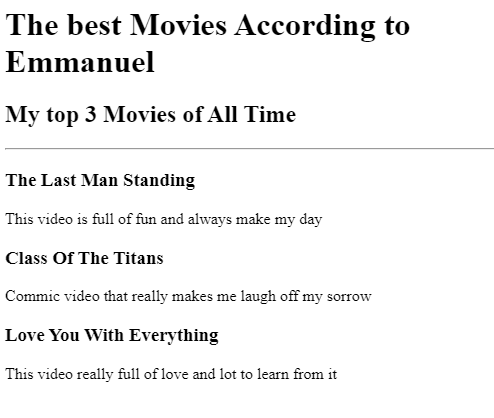 The best Movies According to
Emmanuel
My top 3 Movies of All Time
The Last Man Standing
This video is full of fun and always make my day
Class Of The Titans
Commic video that really makes me laugh off my sorrow
Love You With Everything
This video really full of love and lot to learn from it